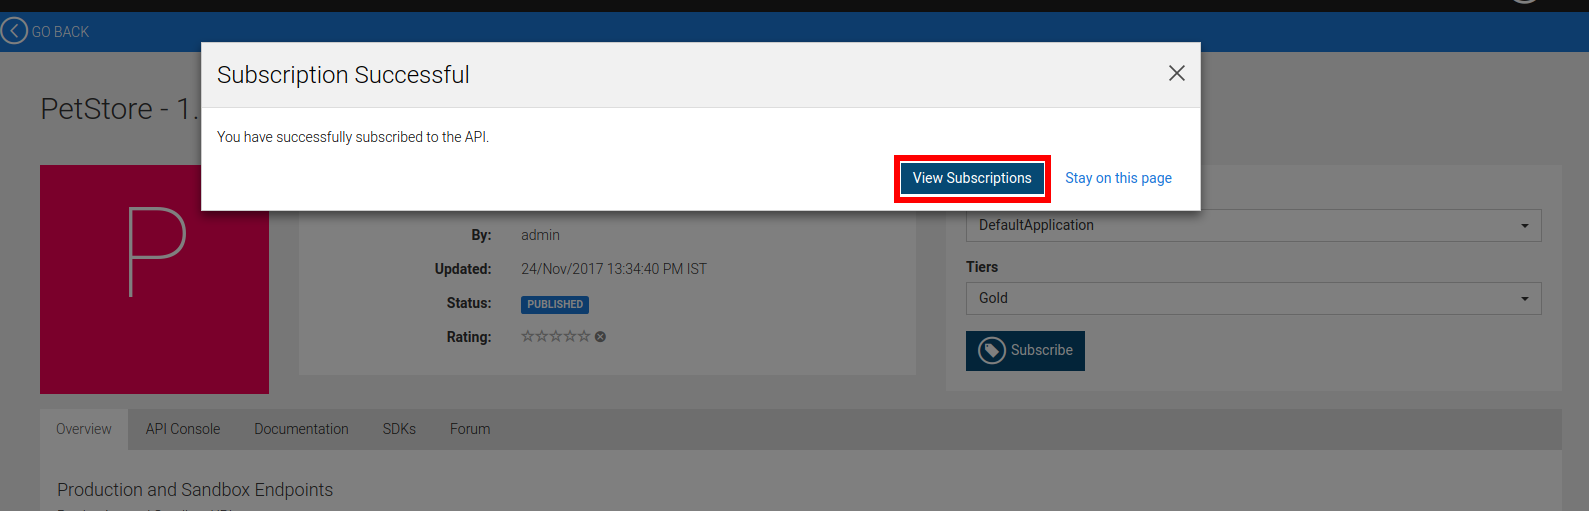 GO BACK
Subscription Successful
PetStore - 1.
You have successfully subscribed to the API.
View Subscriptions
Stay on this page
P
By: admin
Updated: 24/Nov/2017 13:34:40 PM IST
Status: PUBLISHED
Rating:
DefaultApplication
Tiers
Gold
Subscribe
Overview API Console Documentation SDKs Forum
Production and Sandbox Endpoints